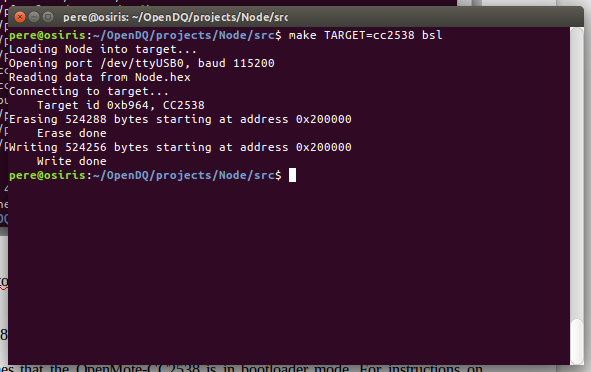 pere@osiris: ~/OpenDQ/projects/Node/src
pere@osiris:~/OpenDQ/projects/Node/src$ make TARGET=cc2538 bsl
Loading Node into target...
Opening port /dev/ttyUSB0, baud 115200
Reading data from Node.hex
Connecting to target...
    Target id 0xb964, CC2538
Erasing 524288 bytes starting at address 0x200000
    Erase done
Writing 524256 bytes starting at address 0x200000
    Write done
pere@osiris:~/OpenDQ/projects/Node/src$
that the OpenMote-CC2538 is in bootloader mode. For instructions on